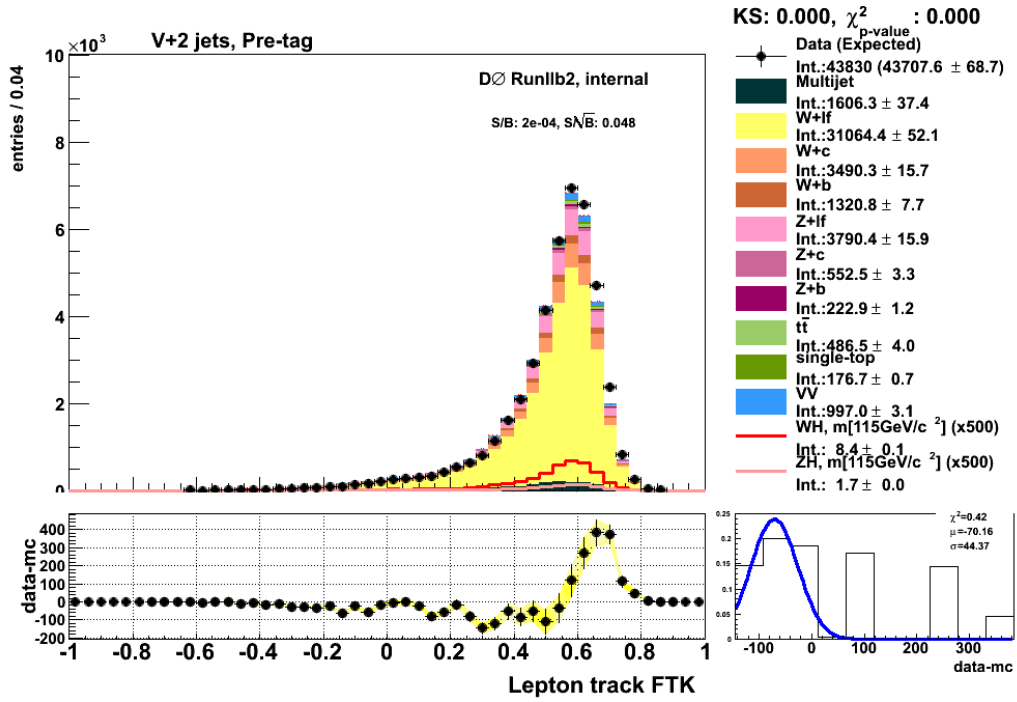 KS: 0.000, χ² p-value : 0.000
×10³
V+2 jets, Pre-tag
entries / 0.04
10
8
6
4
2
0
DØ RunIIb2, internal
S/B: 2e-04, S/√B: 0.048
Data (Expected)
Int.:43830 (43707.6 ± 68.7)
Multijet
Int.:1606.3 ± 37.4
W+lf
Int.:31064.4 ± 52.1
W+c
Int.:3490.3 ± 15.7
W+b
Int.:1320.8 ± 7.7
Z+lf
Int.:3790.4 ± 15.9
Z+c
Int.:552.5 ± 3.3
Z+b
Int.:222.9 ± 1.2
tt̄
Int.:486.5 ± 4.0
single-top
Int.:176.7 ± 0.7
VV
Int.:997.0 ± 3.1
WH, m[115GeV/c ²] (x500)
Int.: 8.4 ± 0.1
ZH, m[115GeV/c ²] (x500)
Int.: 1.7 ± 0.0
data-mc
400
300
200
100
0
-100
-200
-1 -0.8 -0.6 -0.4 -0.2 0 0.2 0.4 0.6 0.8 1
Lepton track FTK
0.25
0.2
0.15
0.1
0.05
0
χ²=0.42
μ=-70.16
σ=44.37
-100 0 100 200 300
data-mc